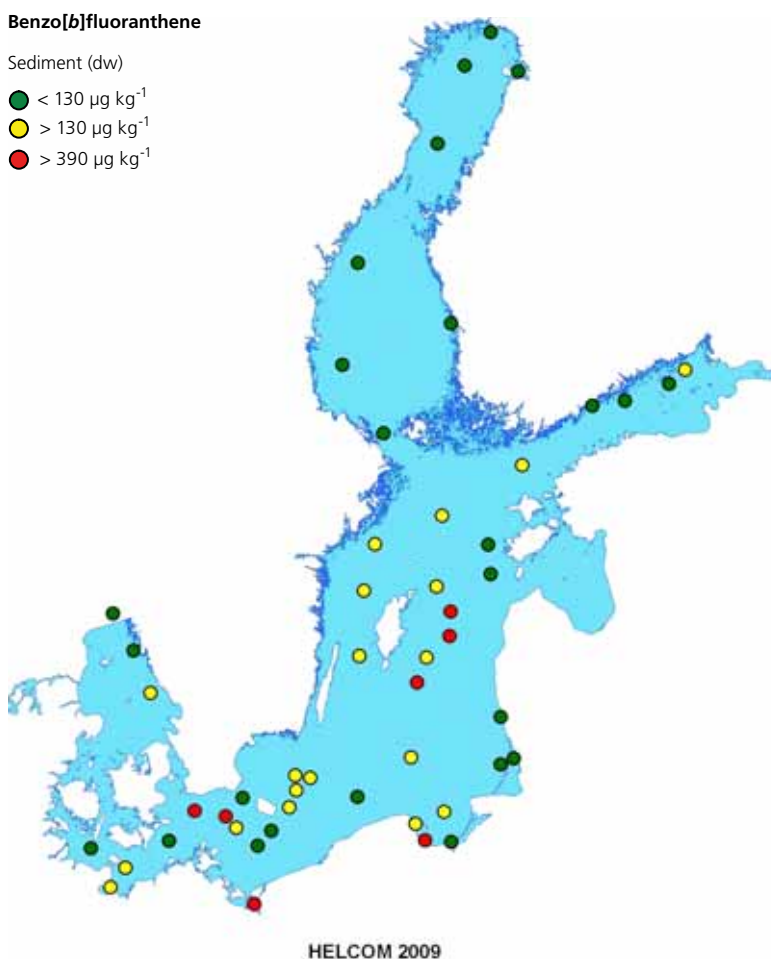 Benzo[b]fluoranthene
Sediment (dw)
< 130 µg kg⁻¹
> 130 µg kg⁻¹
> 390 µg kg⁻¹
HELCOM 2009